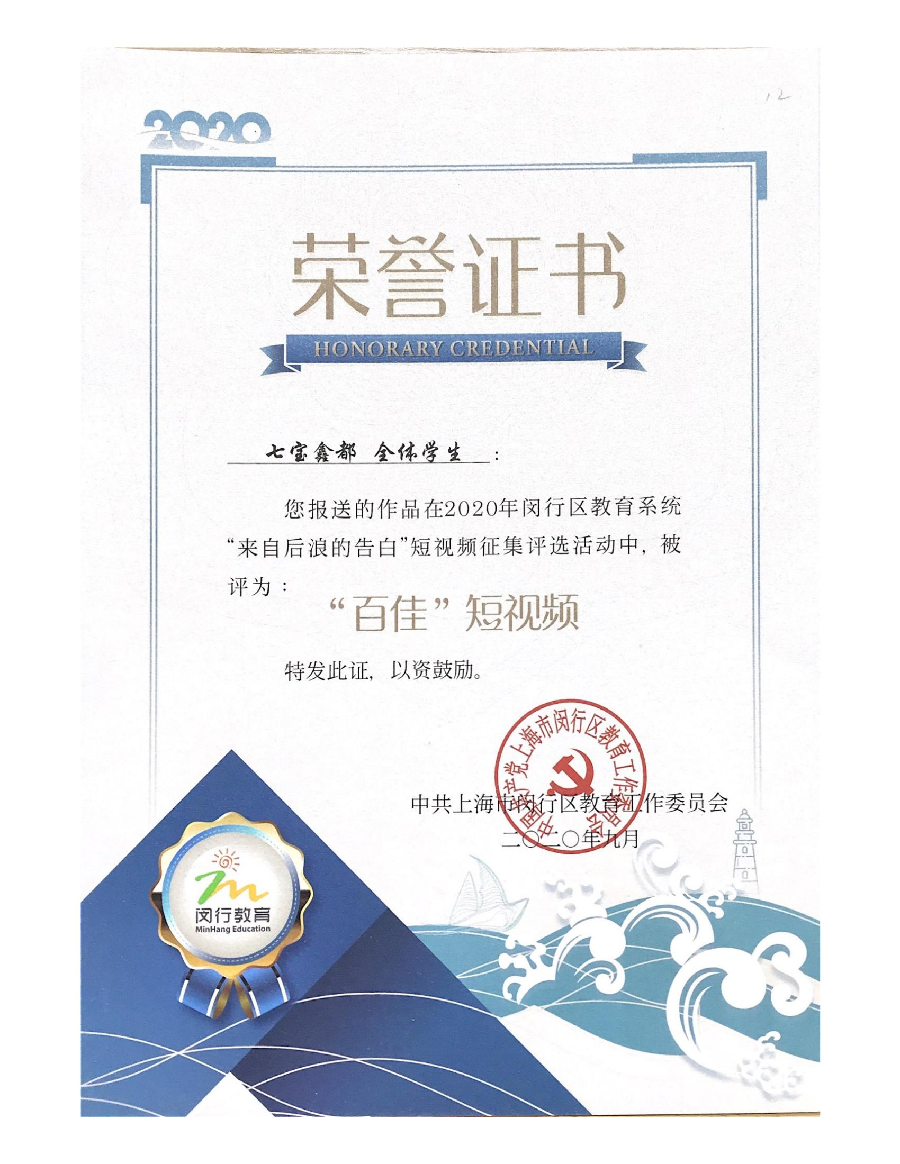 2020
荣誉证书
HONORARY CREDENTIAL
七宝鑫都 全体学生：
您报送的作品在2020年闵行区教育系统
“来自后浪的告白”短视频征集评选活动中，被
评为：
“百佳”短视频
特发此证，以资鼓励。
中国共产党上海市闵行区教育工作委员会
中共上海市闵行区教育工作委员会
二〇二〇年九月
闵行教育
MinHang Education